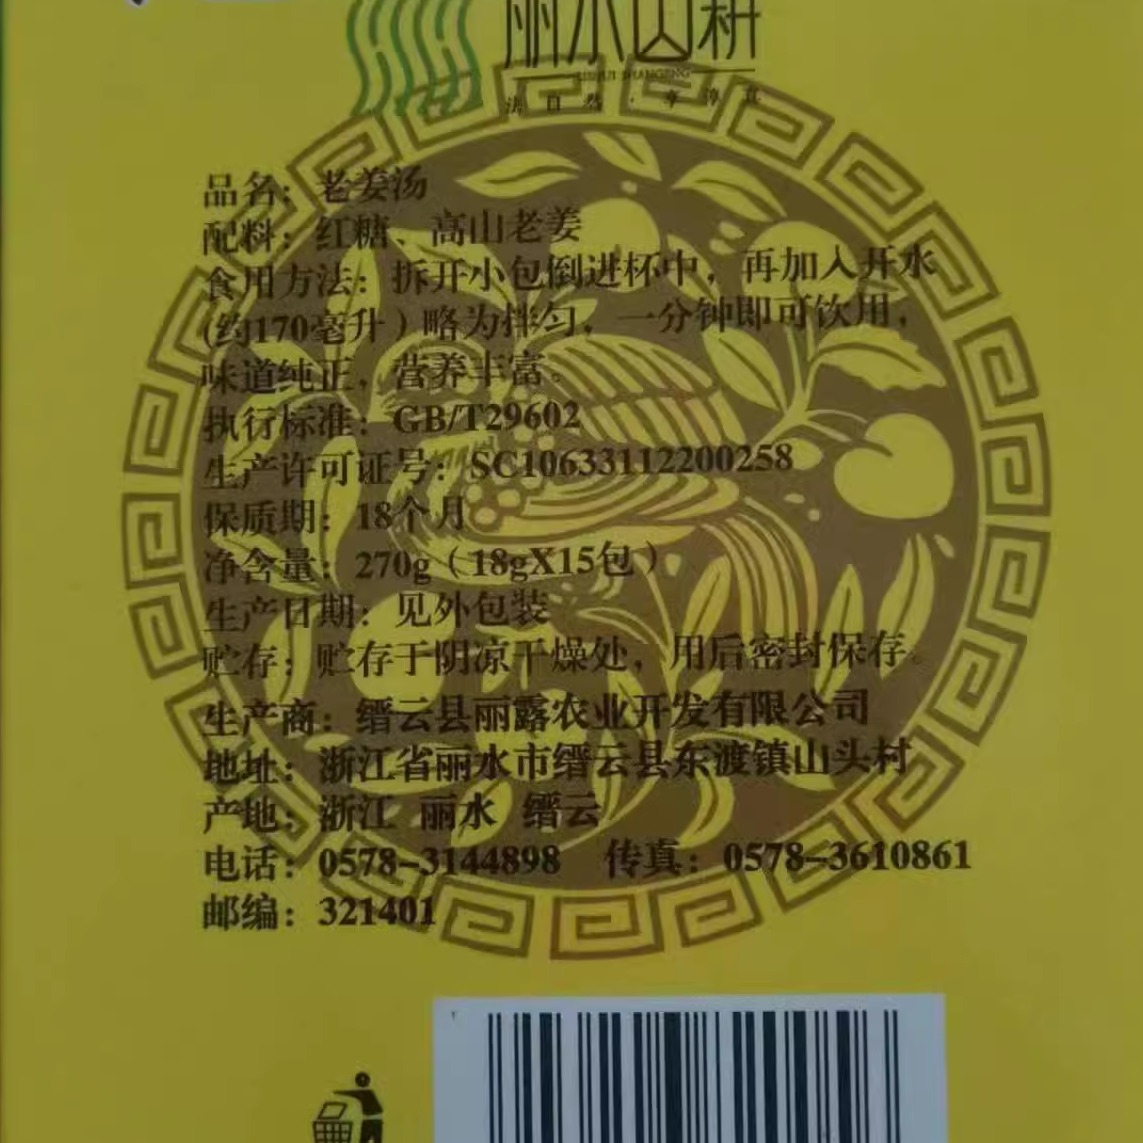 丽水山耕
LISHUI SHANGENG
法自然·享淳真
品名：老姜汤
配料：红糖、高山老姜
食用方法：拆开小包倒进杯中，再加入开水
(约170毫升）略为拌匀，一分钟即可饮用，
味道纯正，营养丰富。
执行标准：GB/T29602
生产许可证号：SC10633112200258
保质期：18个月
净含量：270g（18gX15包）
生产日期：见外包装
贮存：贮存于阴凉干燥处，用后密封保存。
生产商：缙云县丽露农业开发有限公司
地址：浙江省丽水市缙云县东渡镇山头村
产地：浙江 丽水 缙云
电话：0578-3144898 传真：0578-3610861
邮编：321401